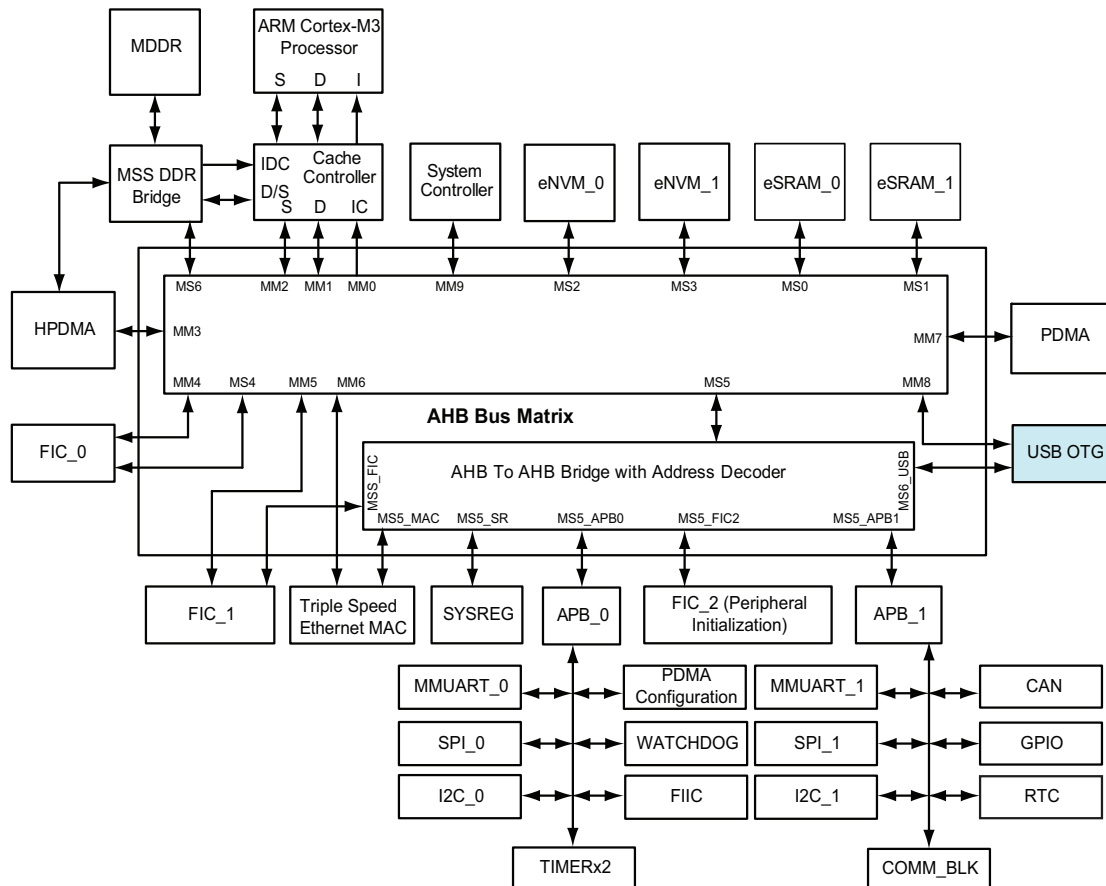 MDDR
ARM Cortex-M3
Processor
S D I
MSS DDR
Bridge
IDC
Cache
Controller
D/S
S D IC
System
Controller
eNVM_0
eNVM_1
eSRAM_0
eSRAM_1
MS6
MM2
MM1
MM0
MM9
MS2
MS3
MS0
MS1
HPDMA
MM3
MM7
PDMA
MM4
MS4
MM5
MM6
MS5
MM8
AHB Bus Matrix
FIC_0
USB OTG
AHB To AHB Bridge with Address Decoder
MSS_FIC
MS6_USB
MS5_MAC
MS5_SR
MS5_APB0
MS5_FIC2
MS5_APB1
FIC_1
Triple Speed
Ethernet MAC
SYSREG
APB_0
FIC_2 (Peripheral
Initialization)
APB_1
MMUART_0
PDMA
Configuration
MMUART_1
CAN
SPI_0
WATCHDOG
SPI_1
GPIO
I2C_0
FIIC
I2C_1
RTC
TIMERx2
COMM_BLK